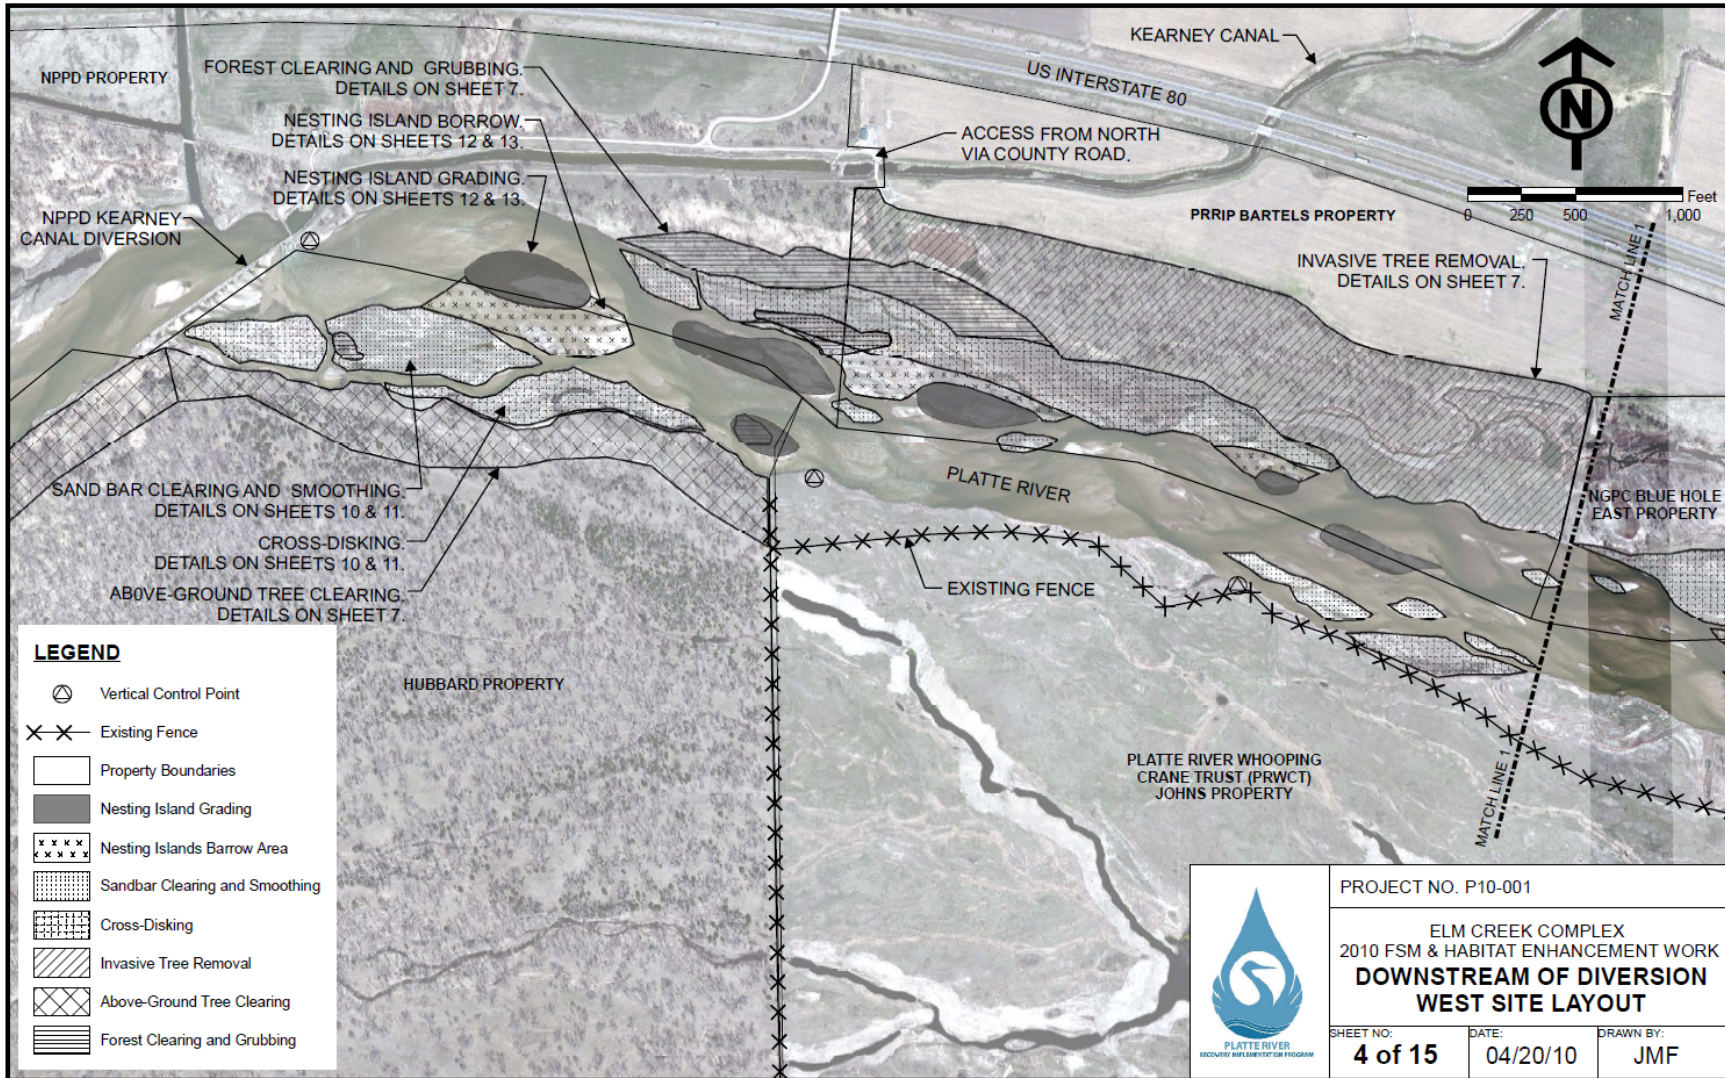 NPPD PROPERTY
FOREST CLEARING AND GRUBBING.
DETAILS ON SHEET 7.
NESTING ISLAND BORROW.
DETAILS ON SHEETS 12 & 13.
NESTING ISLAND GRADING.
DETAILS ON SHEETS 12 & 13.
NPPD KEARNEY
CANAL DIVERSION
KEARNEY CANAL
US INTERSTATE 80
ACCESS FROM NORTH
VIA COUNTY ROAD.
N
Feet
0 250 500 1,000
PRRIP BARTELS PROPERTY
INVASIVE TREE REMOVAL.
DETAILS ON SHEET 7.
MATCH LINE 1
PLATTE RIVER
NGPC BLUE HOLE
EAST PROPERTY
SAND BAR CLEARING AND SMOOTHING.
DETAILS ON SHEETS 10 & 11.
CROSS-DISKING.
DETAILS ON SHEETS 10 & 11.
ABOVE-GROUND TREE CLEARING.
DETAILS ON SHEET 7.
EXISTING FENCE
HUBBARD PROPERTY
PLATTE RIVER WHOOPING
CRANE TRUST (PRWCT)
JOHNS PROPERTY
MATCH LINE 1
LEGEND
Vertical Control Point
Existing Fence
Property Boundaries
Nesting Island Grading
Nesting Islands Barrow Area
Sandbar Clearing and Smoothing
Cross-Disking
Invasive Tree Removal
Above-Ground Tree Clearing
Forest Clearing and Grubbing
PLATTE RIVER
RECOVERY IMPLEMENTATION PROGRAM
PROJECT NO. P10-001
ELM CREEK COMPLEX
2010 FSM & HABITAT ENHANCEMENT WORK
DOWNSTREAM OF DIVERSION
WEST SITE LAYOUT
SHEET NO:
4 of 15
DATE:
04/20/10
DRAWN BY:
JMF